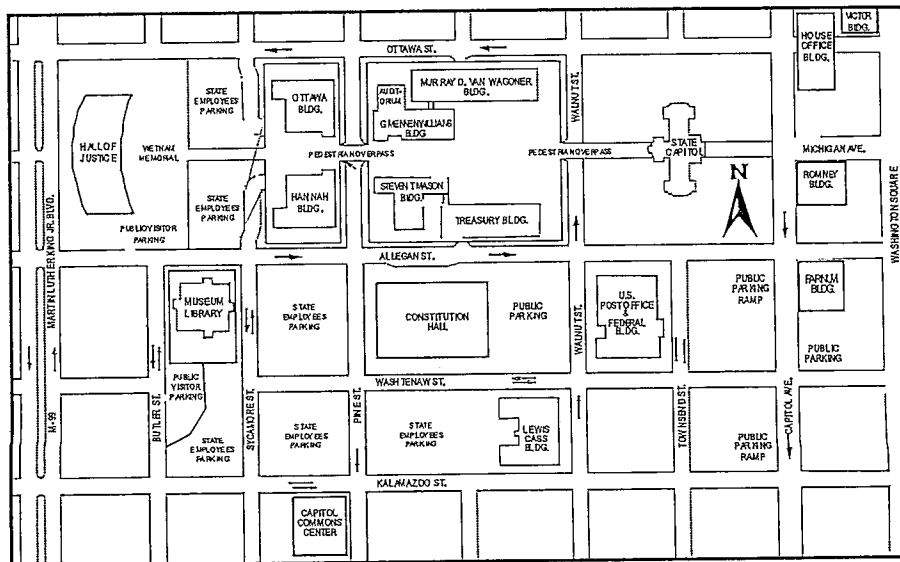 OTTAWA ST.
VICTOR
BLDG.
HOUSE
OFFICE
BLDG.
MURRAY D. VAN WAGONER
BLDG.
AUDIT-
ORIUM
G.MENNENWILLIAMS
BLDG
STATE
EMPLOYEES
PARKING
OTTAWA
BLDG.
WALNUT ST.
HALL OF
JUSTICE
VIETNAM
MEMORIAL
PEDESTRIAN OVERPASS
PEDESTRIAN OVERPASS
STATE
CAPITOL
MICHIGAN AVE.
N
ROMNEY
BLDG.
STATE
EMPLOYEES
PARKING
HANNAH
BLDG.
STEVEN T.MASON
BLDG.
TREASURY BLDG.
PUBLIC/VISITOR
PARKING
MARTIN LUTHER KING JR. BLVD.
WASHINGTON SQUARE
ALLEGAN ST.
MUSEUM
LIBRARY
STATE
EMPLOYEES
PARKING
CONSTITUTION
HALL
PUBLIC
PARKING
WALNUT ST.
U.S.
POST OFFICE
&
FEDERAL
BLDG.
PUBLIC
PARKING
RAMP
FARNUM
BLDG.
PUBLIC
PARKING
WASHTENAW ST.
PUBLIC
VISITOR
PARKING
M-99
BUTLER ST.
SYCAMORE ST.
PINE ST.
TOWNSEND ST.
CAPITOL AVE.
STATE
EMPLOYEES
PARKING
STATE
EMPLOYEES
PARKING
STATE
EMPLOYEES
PARKING
LEWIS
CASS
BLDG.
PUBLIC
PARKING
RAMP
KALAMAZOO ST.
CAPITOL
COMMONS
CENTER